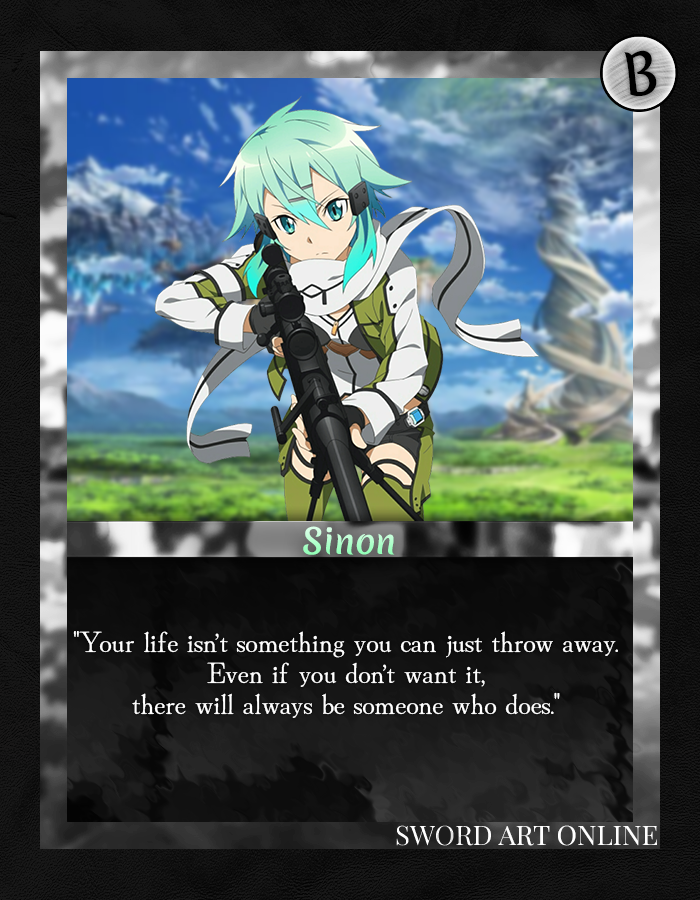 B
Sinon
"Your life isn't something you can just throw away.
Even if you don't want it,
there will always be someone who does."
SWORD ART ONLINE